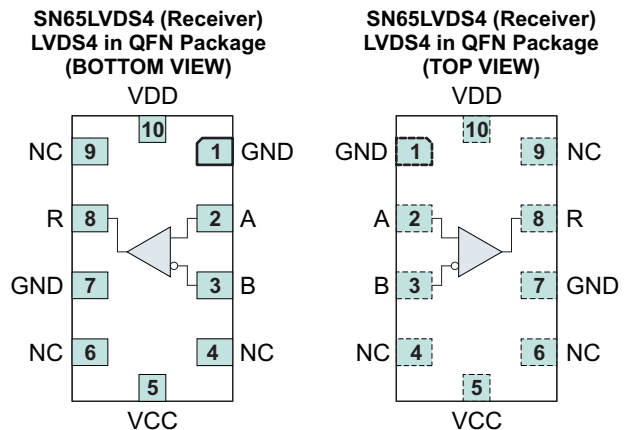 SN65LVDS4 (Receiver)
LVDS4 in QFN Package
(BOTTOM VIEW)
VDD
10
NC 9 1 GND
R 8 2 A
GND 7 3 B
NC 6 4 NC
5
VCC
SN65LVDS4 (Receiver)
LVDS4 in QFN Package
(TOP VIEW)
VDD
10
GND 1 9 NC
A 2 8 R
B 3 7 GND
NC 4 6 NC
5
VCC